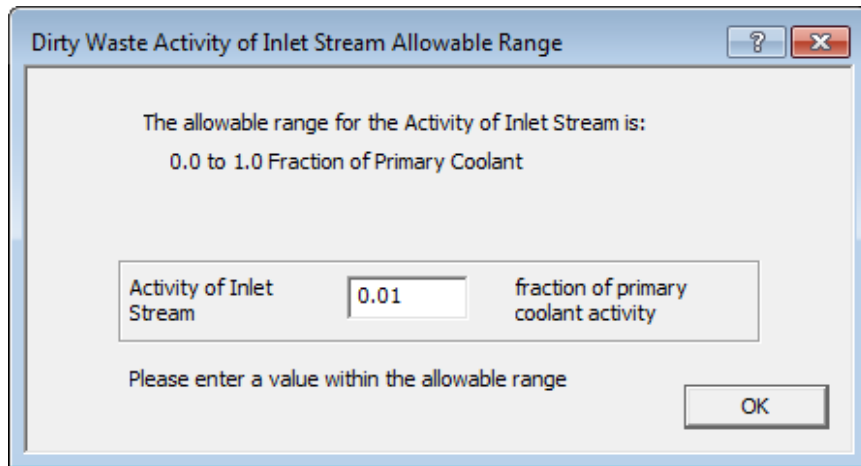 Dirty Waste Activity of Inlet Stream Allowable Range
?
The allowable range for the Activity of Inlet Stream is:
0.0 to 1.0 Fraction of Primary Coolant
Activity of Inlet
Stream
0.01
fraction of primary
coolant activity
Please enter a value within the allowable range
OK